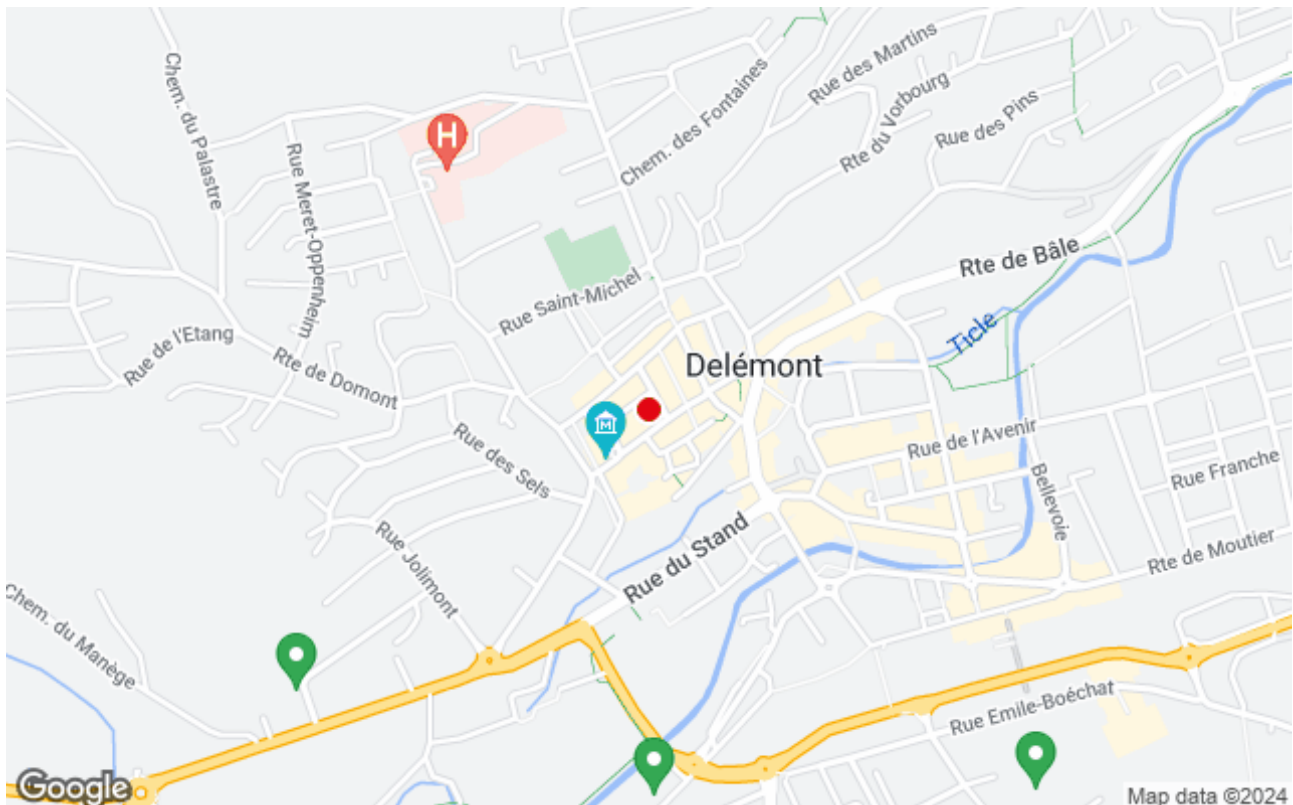 Rue des Martins
Chem. du Palastre
Chem. des Fontaines
Rte du Vorbourg
Rue des Pins
H
Rue Meret-Oppenheim
Rte de Bâle
Rue Saint-Michel
Ticle
Rue de l'Etang
Delémont
Rte de Domont
M
Rue de l'Avenir
Rue des Sels
Rue Franche
Bellevoie
Rue du Stand
Rue Jolimont
Rte de Moutier
Chem. du Manège
Rue Emile-Boéchat
Google
Map data ©2024